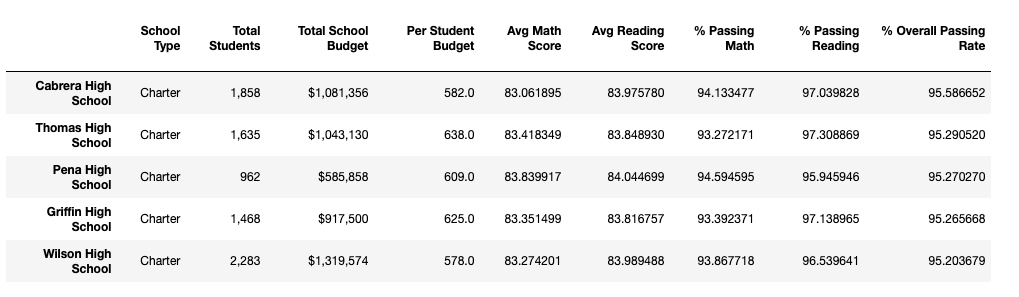 School Type Total Students Total School Budget Per Student Budget Avg Math Score Avg Reading Score % Passing Math % Passing Reading % Overall Passing Rate
Cabrera High School Charter 1,858 $1,081,356 582.0 83.061895 83.975780 94.133477 97.039828 95.586652
Thomas High School Charter 1,635 $1,043,130 638.0 83.418349 83.848930 93.272171 97.308869 95.290520
Pena High School Charter 962 $585,858 609.0 83.839917 84.044699 94.594595 95.945946 95.270270
Griffin High School Charter 1,468 $917,500 625.0 83.351499 83.816757 93.392371 97.138965 95.265668
Wilson High School Charter 2,283 $1,319,574 578.0 83.274201 83.989488 93.867718 96.539641 95.203679